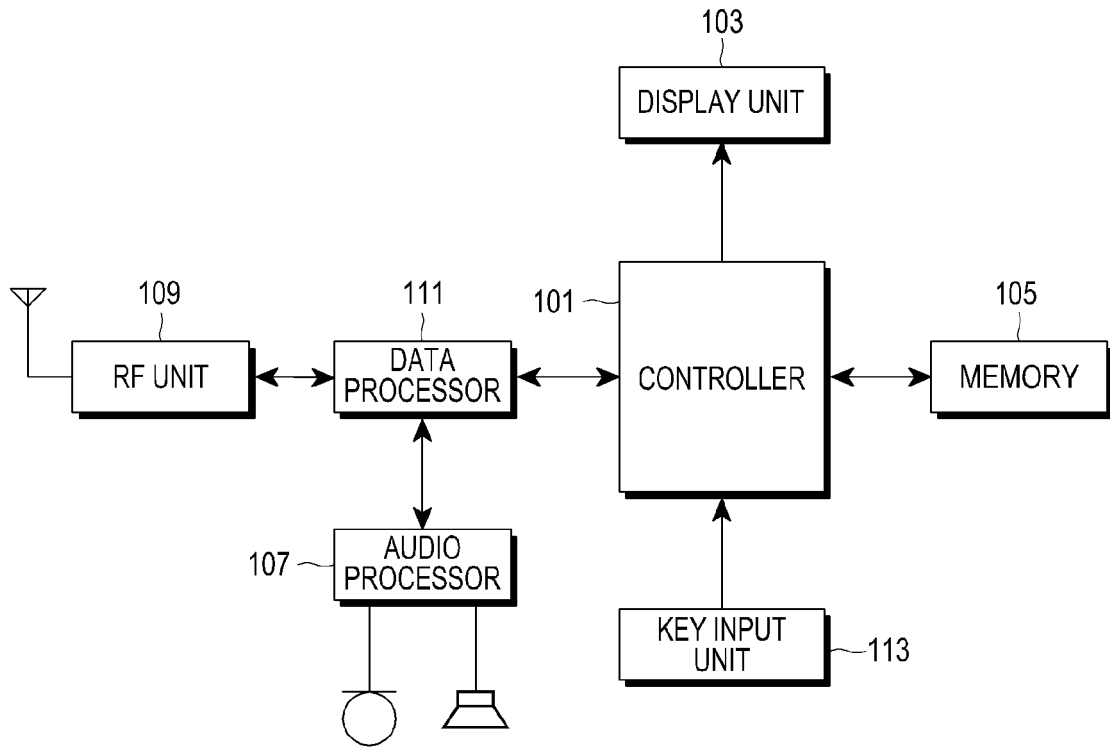 103
DISPLAY UNIT
109
RF UNIT
111
DATA
PROCESSOR
101
CONTROLLER
105
MEMORY
107
AUDIO
PROCESSOR
KEY INPUT
UNIT
113